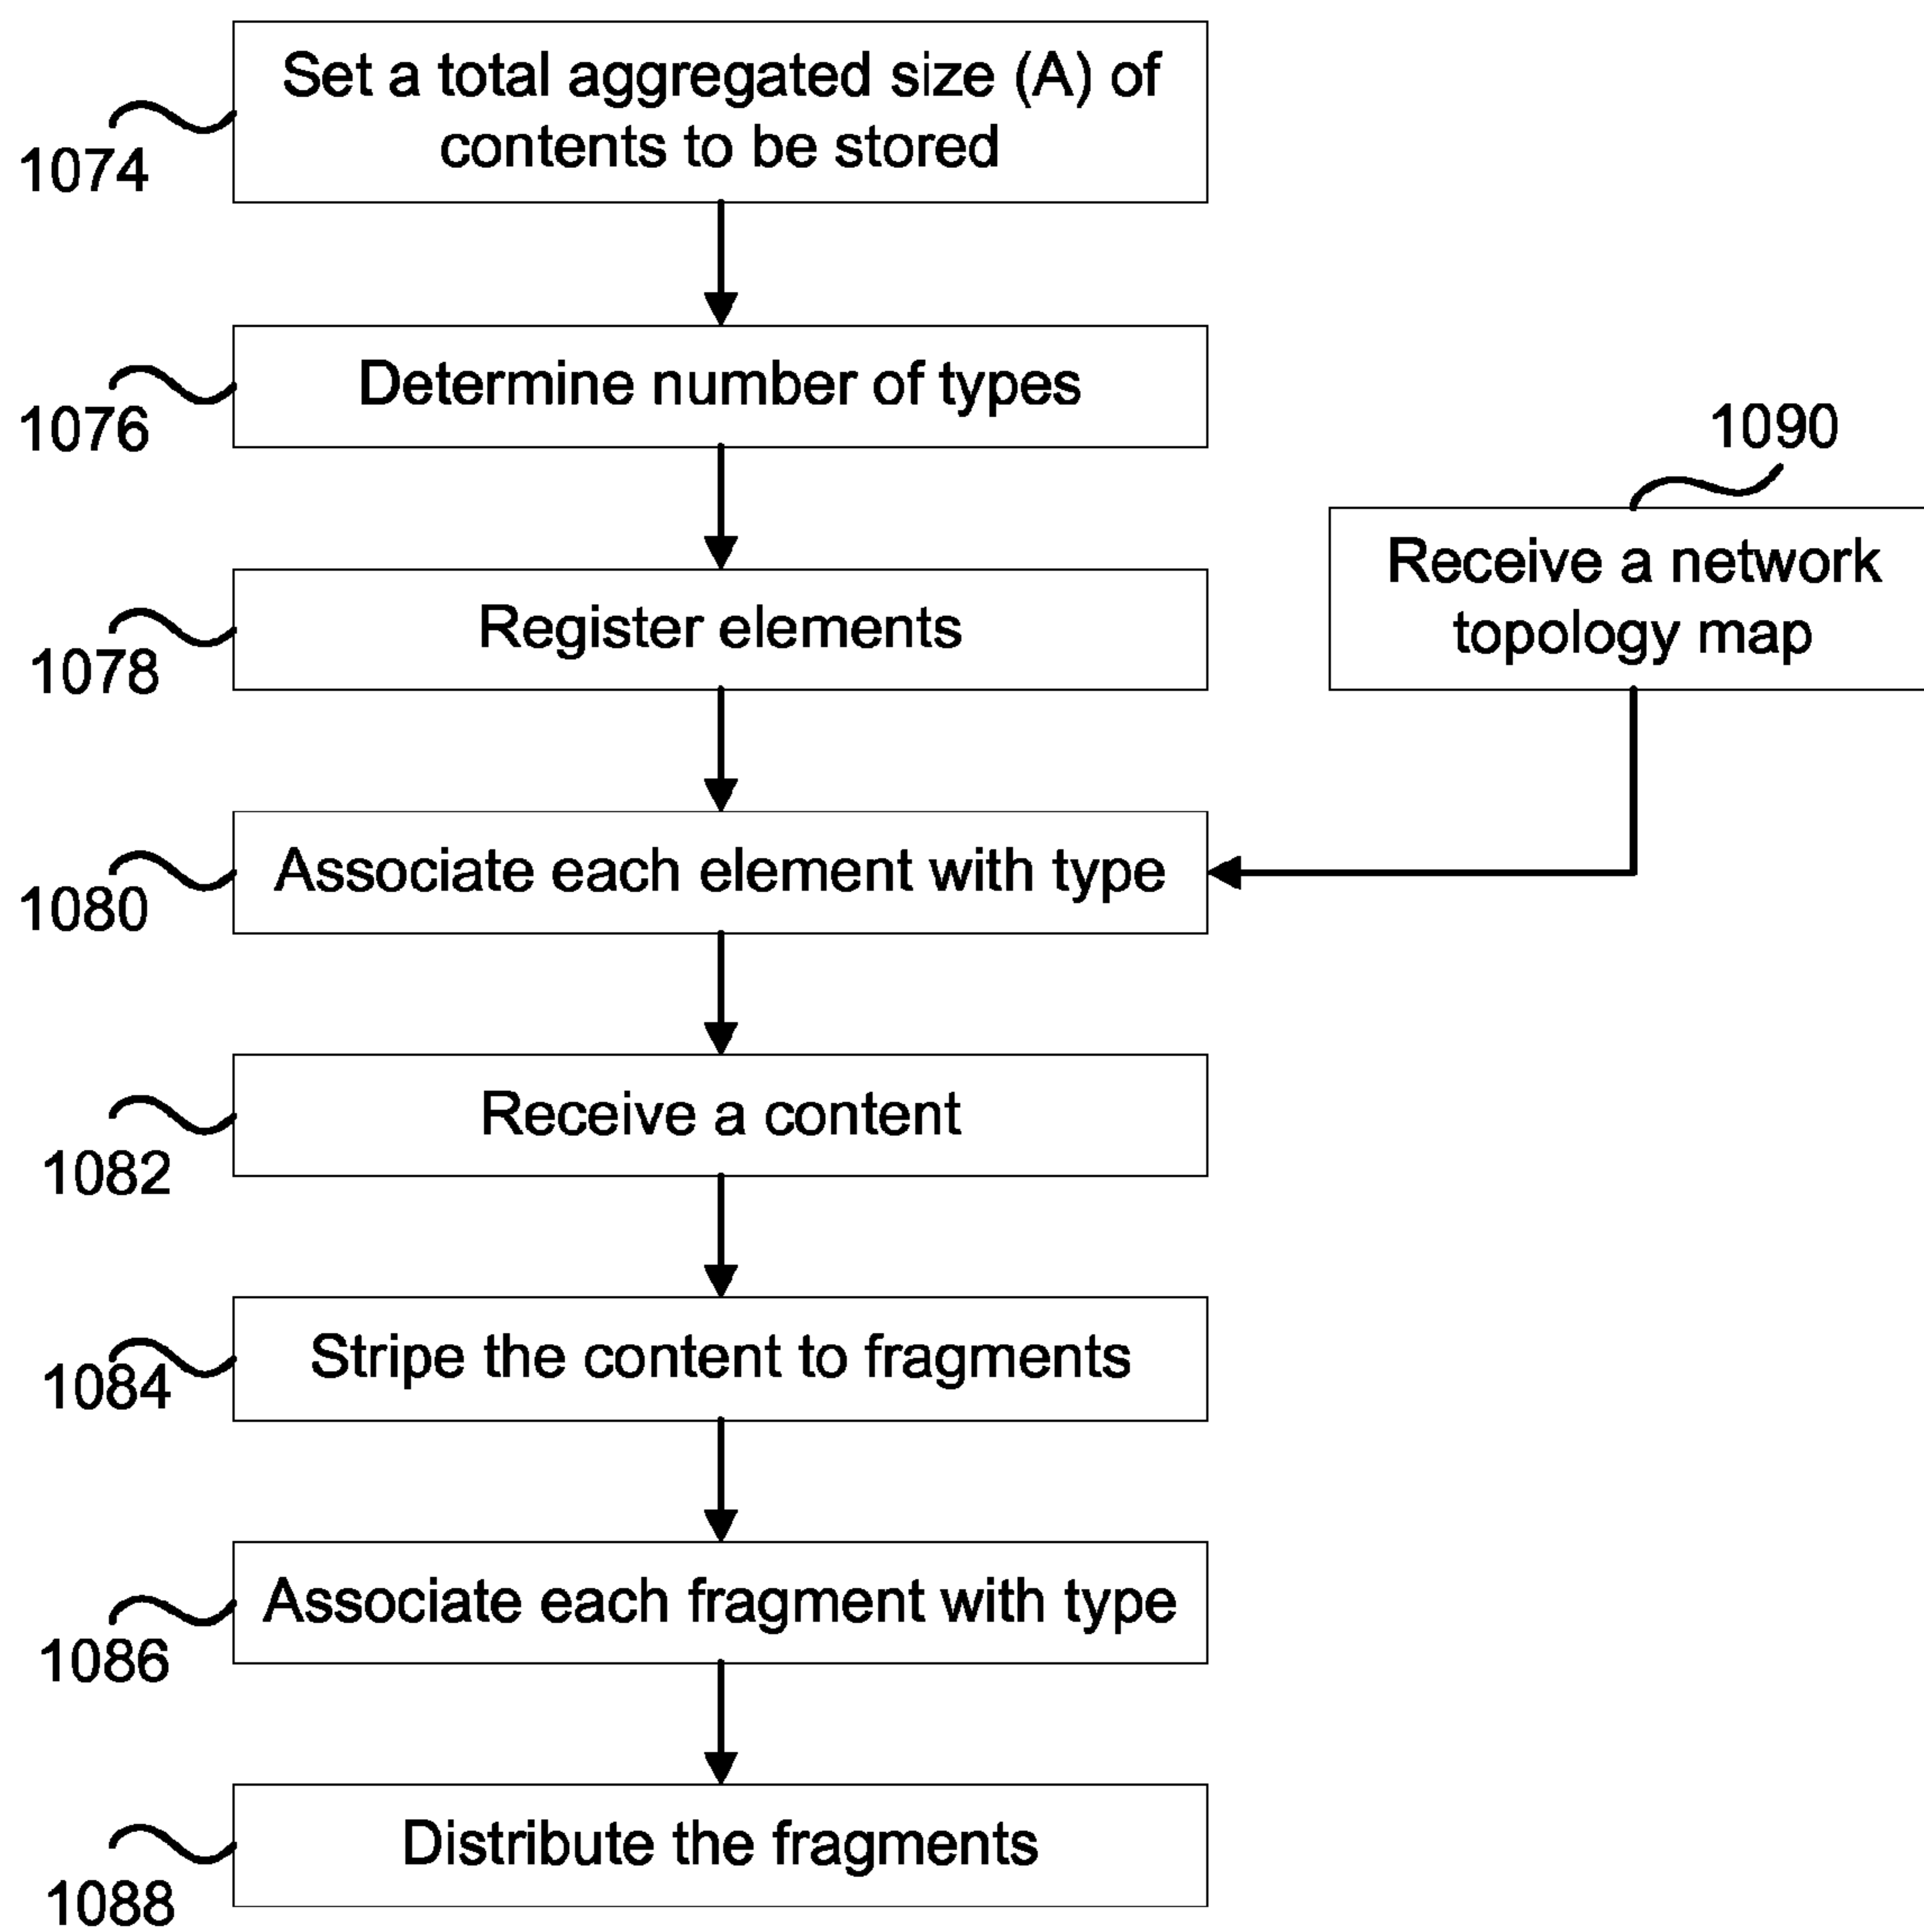 Set a total aggregated size (A) of
contents to be stored
1074
Determine number of types
1076
1090
Receive a network
topology map
Register elements
1078
Associate each element with type
1080
Receive a content
1082
Stripe the content to fragments
1084
Associate each fragment with type
1086
Distribute the fragments
1088